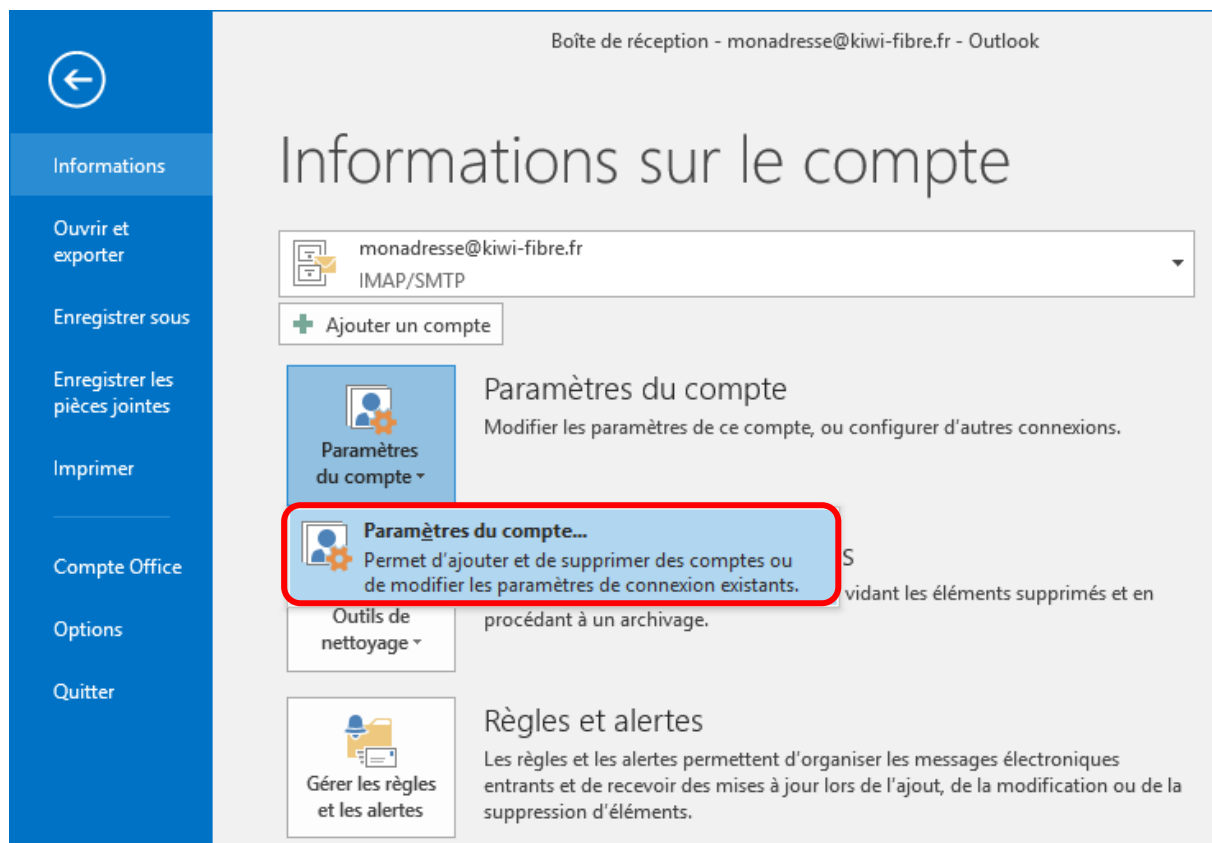 Boîte de réception - monadresse@kiwi-fibre.fr - Outlook
Informations sur le compte
Informations
Ouvrir et
exporter
Enregistrer sous
Enregistrer les
pièces jointes
Imprimer
Compte Office
Options
Quitter
monadresse@kiwi-fibre.fr
IMAP/SMTP
Ajouter un compte
Paramètres
du compte
Paramètres du compte
Modifier les paramètres de ce compte, ou configurer d'autres connexions.
Paramètres du compte...
Permet d'ajouter et de supprimer des comptes ou
de modifier les paramètres de connexion existants.
s
vidant les éléments supprimés et en
procédant à un archivage.
Outils de
nettoyage
Gérer les règles
et les alertes
Règles et alertes
Les règles et les alertes permettent d'organiser les messages électroniques
entrants et de recevoir des mises à jour lors de l'ajout, de la modification ou de la
suppression d'éléments.